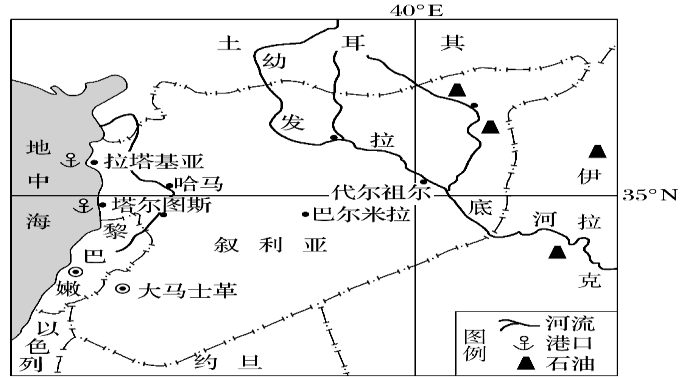 40°E
土 耳 其
幼 发 拉 底 河
地中海
拉塔基亚
哈马
塔尔图斯
代尔祖尔
35°N
巴尔米拉
叙 利 亚
伊 拉 克
黎 巴 嫩
大马士革
以色列
约 旦
图例
河流
港口
石油